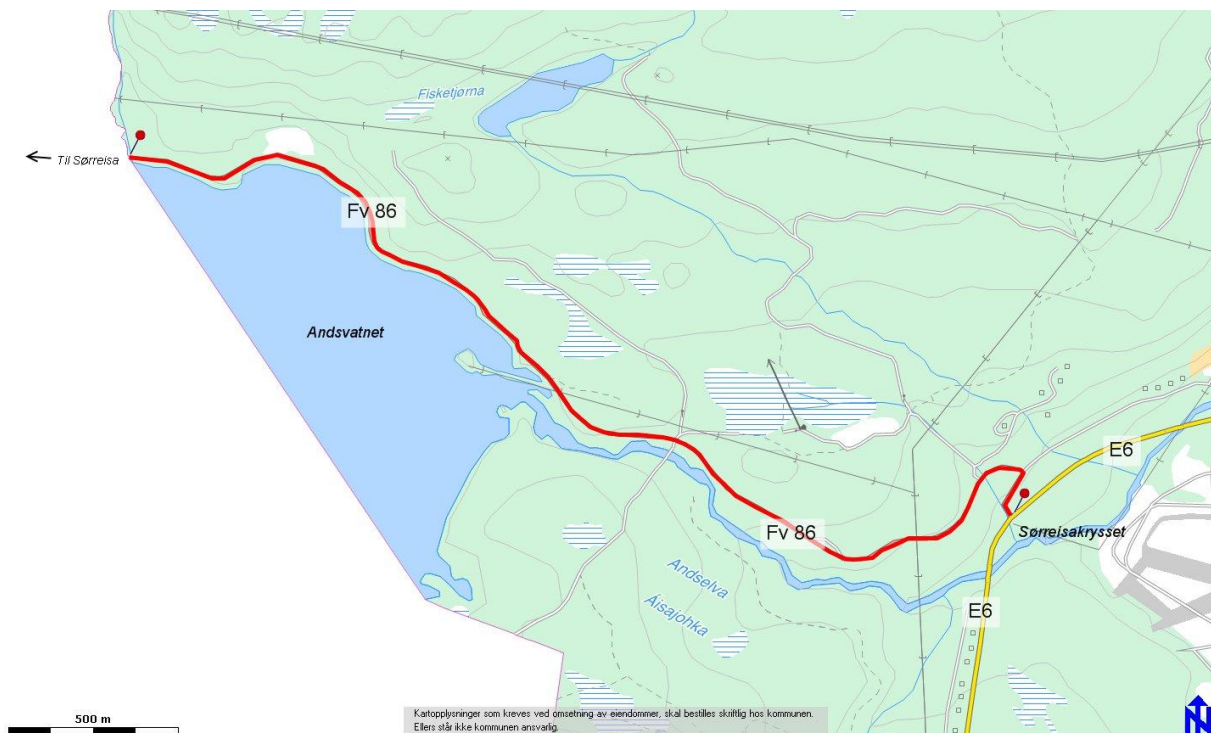 Fisketjørna
Til Sørreisa
Fv 86
Andsvatnet
E6
Fv 86
Sørreisakrysset
Andselva
Áisajohka
E6
500 m
Kartopplysninger som kreves ved omsetning av eiendommer, skal bestilles skriftlig hos kommunen.
Ellers står ikke kommunen ansvarlig.
N